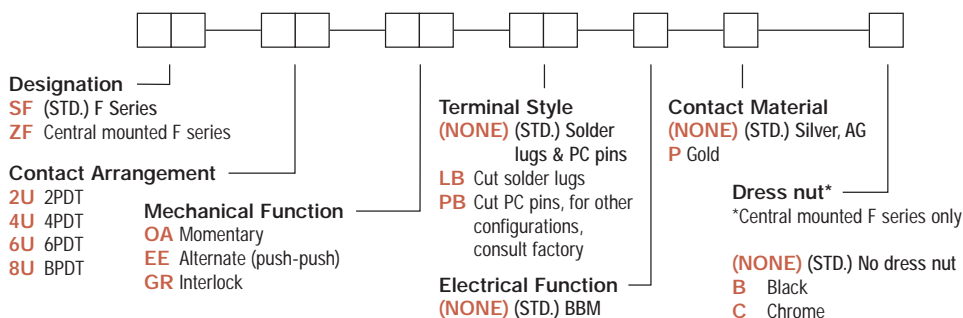 Designation
SF (STD.) F Series
ZF Central mounted F series
Contact Arrangement
2U 2PDT
4U 4PDT
6U 6PDT
8U BPDT
Mechanical Function
OA Momentary
EE Alternate (push-push)
GR Interlock
Terminal Style
(NONE) (STD.) Solder
lugs & PC pins
LB Cut solder lugs
PB Cut PC pins, for other
configurations,
consult factory
Electrical Function
(NONE) (STD.) BBM
Contact Material
(NONE) (STD.) Silver, AG
P Gold
Dress nut*
*Central mounted F series only
(NONE) (STD.) No dress nut
B Black
C Chrome